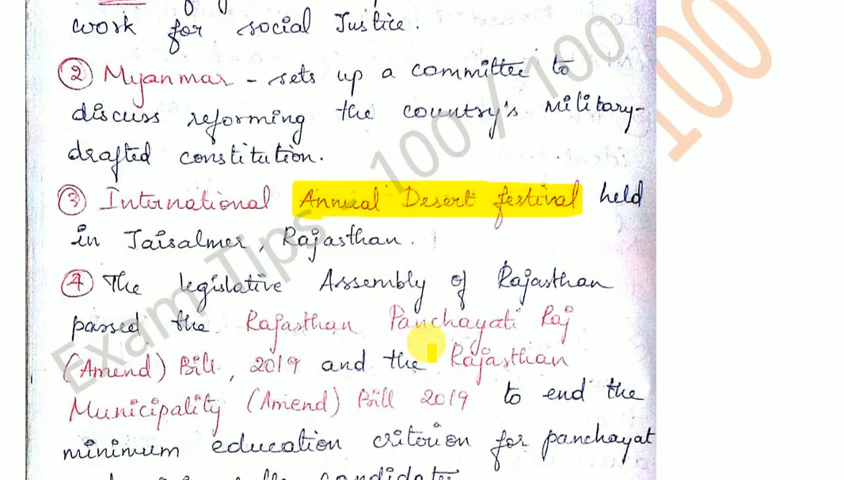 work for social Justice.
② Myanmar - sets up a committee to
discuss reforming the country's military-
drafted constitution.
③ International Annual Desert festival held
in Jaisalmer, Rajasthan.
④ The legislative Assembly of Rajasthan
passed the Rajasthan Panchayati Raj
(Amend) Bill, 2019 and the Rajasthan
Municipality (Amend) Bill 2019 to end the
minimum education criterion for panchayat
candidates
Exam Tips 100/100
100